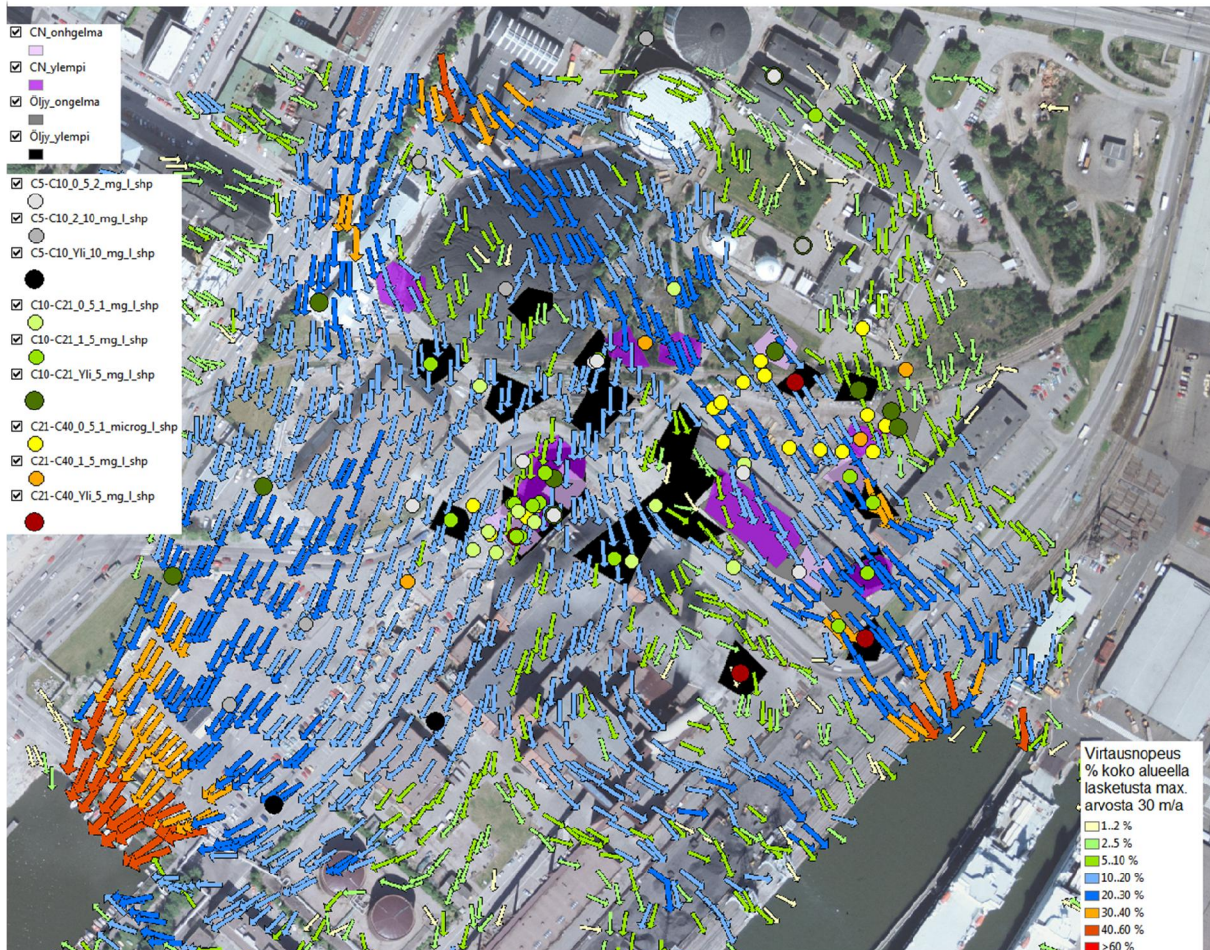 CN_onhgelma
CN_ylempi
Öljy_ongelma
Öljy_ylempi
C5-C10_0_5_2_mg_l_shp
C5-C10_2_10_mg_l_shp
C5-C10_Yli_10_mg_l_shp
C10-C21_0_5_1_mg_l_shp
C10-C21_1_5_mg_l_shp
C10-C21_Yli_5_mg_l_shp
C21-C40_0_5_1_microg_l_shp
C21-C40_1_5_mg_l_shp
C21-C40_Yli_5_mg_l_shp
Virtausnopeus
% koko alueella
lasketusta max.
arvosta 30 m/a
1..2 %
2..5 %
5..10 %
10..20 %
20..30 %
30..40 %
40..60 %
>60 %